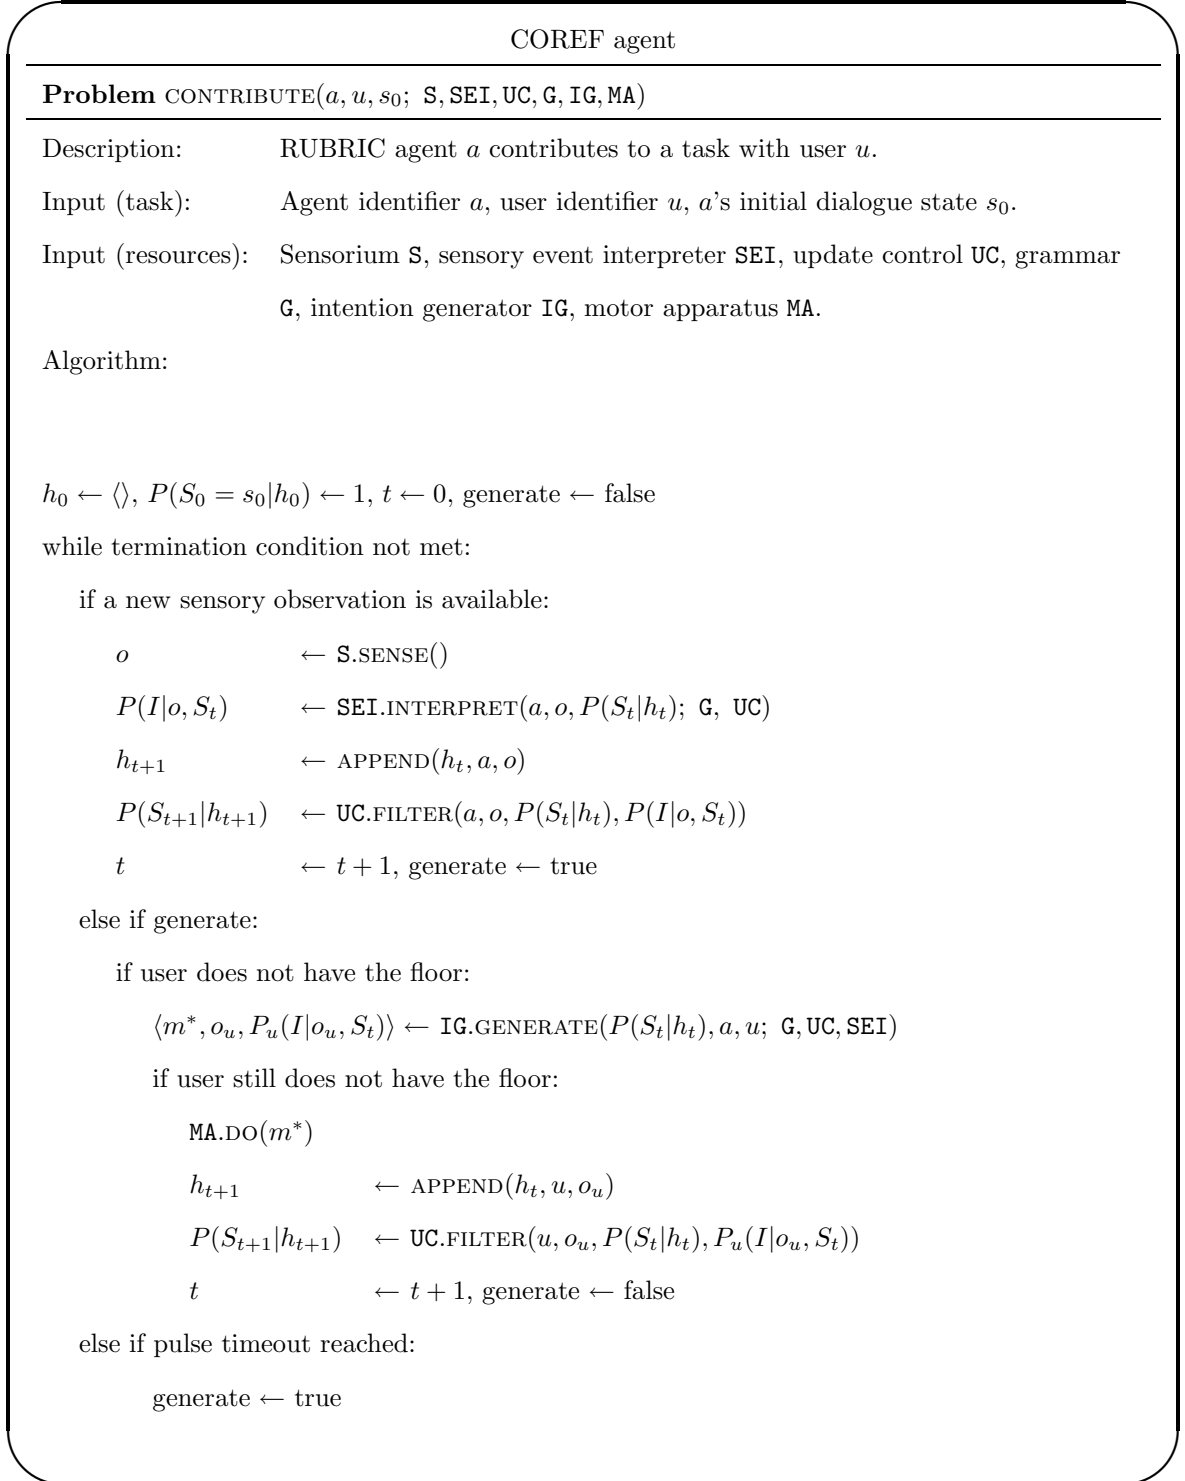 COREF agent
Problem CONTRIBUTE(a, u, s₀; S, SEI, UC, G, IG, MA)
Description: RUBRIC agent a contributes to a task with user u.
Input (task): Agent identifier a, user identifier u, a's initial dialogue state s₀.
Input (resources): Sensorium S, sensory event interpreter SEI, update control UC, grammar
G, intention generator IG, motor apparatus MA.
Algorithm:
h₀ ← ⟨⟩, P(S₀ = s₀|h₀) ← 1, t ← 0, generate ← false
while termination condition not met:
if a new sensory observation is available:
o ← S.SENSE()
P(I|o, Sₜ) ← SEI.INTERPRET(a, o, P(Sₜ|hₜ); G, UC)
hₜ₊₁ ← APPEND(hₜ, a, o)
P(Sₜ₊₁|hₜ₊₁) ← UC.FILTER(a, o, P(Sₜ|hₜ), P(I|o, Sₜ))
t ← t + 1, generate ← true
else if generate:
if user does not have the floor:
⟨m*, oᵤ, Pᵤ(I|oᵤ, Sₜ)⟩ ← IG.GENERATE(P(Sₜ|hₜ), a, u; G, UC, SEI)
if user still does not have the floor:
MA.DO(m*)
hₜ₊₁ ← APPEND(hₜ, u, oᵤ)
P(Sₜ₊₁|hₜ₊₁) ← UC.FILTER(u, oᵤ, P(Sₜ|hₜ), Pᵤ(I|oᵤ, Sₜ))
t ← t + 1, generate ← false
else if pulse timeout reached:
generate ← true